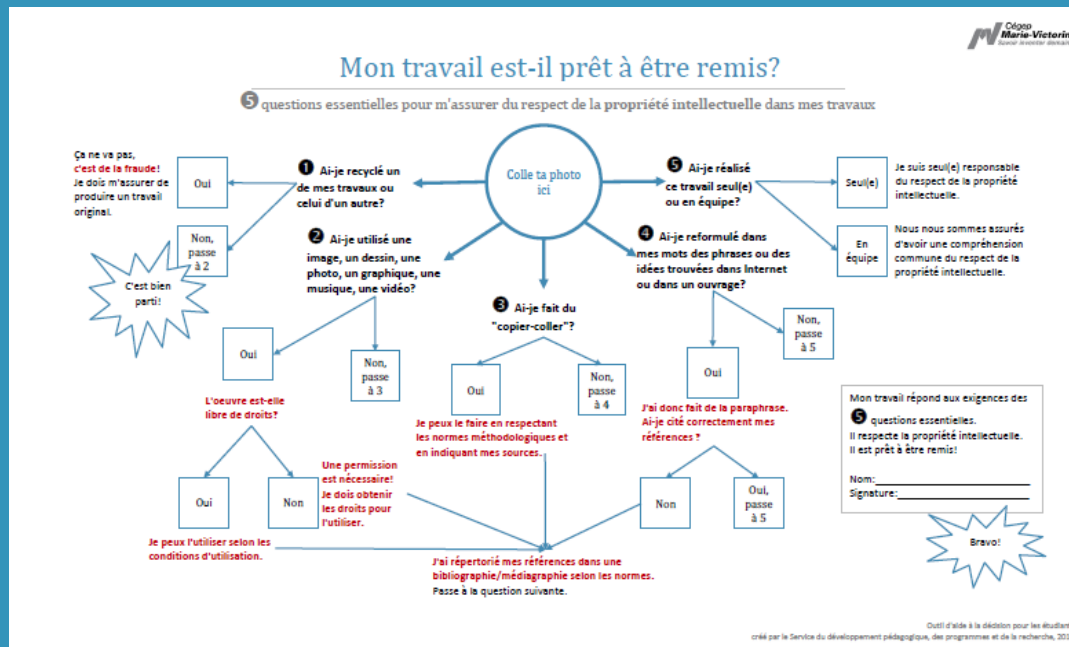 Cégep
Marie-Victorin
Savoir inventer demain
Mon travail est-il prêt à être remis?
❺ questions essentielles pour m'assurer du respect de la propriété intellectuelle dans mes travaux
Colle ta photo
ici
❶ Ai-je recyclé un
de mes travaux ou
celui d'un autre?
Oui
Ça ne va pas,
c'est de la fraude!
Je dois m'assurer de
produire un travail
original.
Non,
passe
à 2
C'est bien
parti!
❷ Ai-je utilisé une
image, un dessin, une
photo, un graphique, une
musique, une vidéo?
Oui
Non,
passe
à 3
L'oeuvre est-elle
libre de droits?
Oui
Non
Je peux l'utiliser selon les
conditions d'utilisation.
Une permission
est nécessaire!
Je dois obtenir
les droits pour
l'utiliser.
❸ Ai-je fait du
"copier-coller"?
Oui
Non,
passe
à 4
Je peux le faire en respectant
les normes méthodologiques et
en indiquant mes sources.
❹ Ai-je reformulé dans
mes mots des phrases ou des
idées trouvées dans Internet
ou dans un ouvrage?
Oui
Non,
passe
à 5
J'ai donc fait de la paraphrase.
Ai-je cité correctement mes
références ?
Non
Oui,
passe
à 5
J'ai répertorié mes références dans une
bibliographie/médiagraphie selon les normes.
Passe à la question suivante.
❺ Ai-je réalisé
ce travail seul(e)
ou en équipe?
Seul(e)
Je suis seul(e) responsable
du respect de la propriété
intellectuelle.
En
équipe
Nous nous sommes assurés
d'avoir une compréhension
commune du respect de la
propriété intellectuelle.
Mon travail répond aux exigences des
❺ questions essentielles.
Il respecte la propriété intellectuelle.
Il est prêt à être remis!
Nom:
Signature:
Bravo!
Outil d'aide à la décision pour les étudian
créé par le Service du développement pédagogique, des programmes et de la recherche, 201